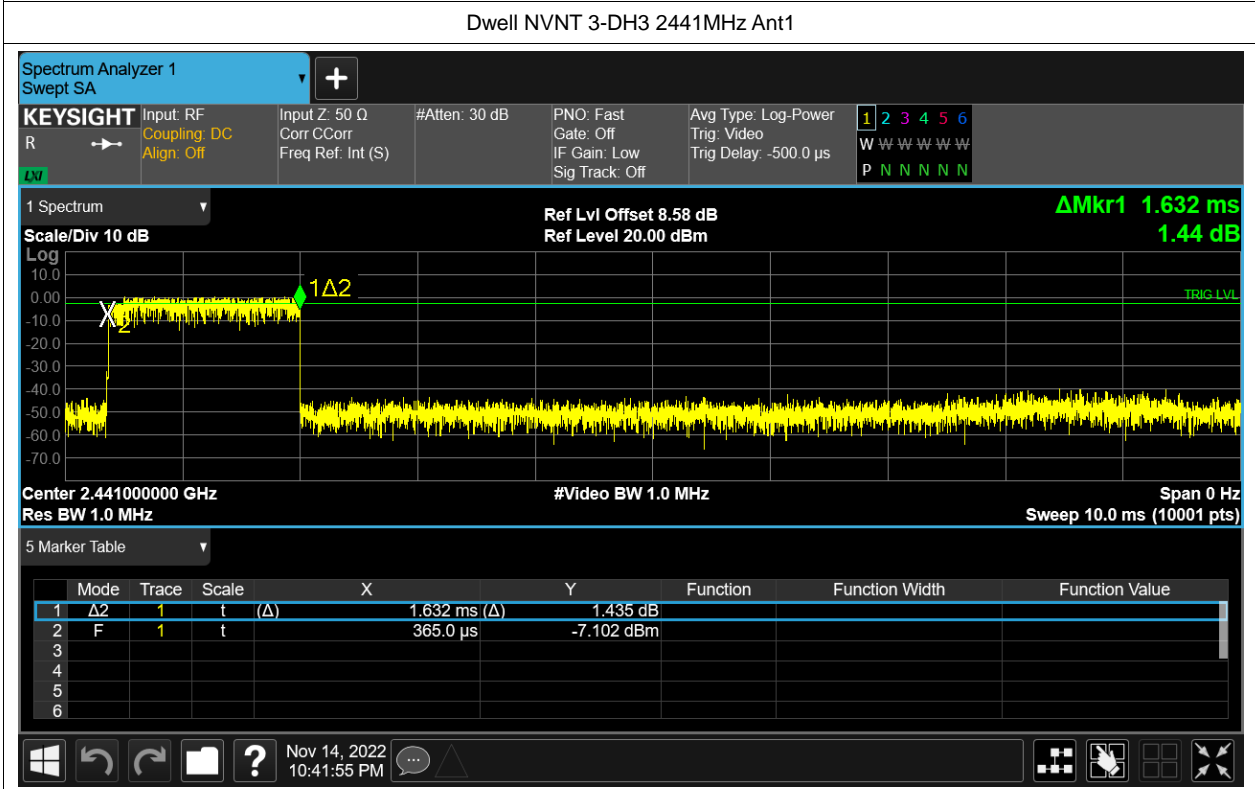 Dwell NVNT 3-DH3 2441MHz Ant1
Spectrum Analyzer 1
Swept SA
KEYSIGHT
R
LXI
Input: RF
Coupling: DC
Align: Off
Input Z: 50 Ω
Corr CCorr
Freq Ref: Int (S)
#Atten: 30 dB
PNO: Fast
Gate: Off
IF Gain: Low
Sig Track: Off
Avg Type: Log-Power
Trig: Video
Trig Delay: -500.0 µs
1 2 3 4 5 6
W W W W W W
P N N N N N
1 Spectrum
Scale/Div 10 dB
Ref Lvl Offset 8.58 dB
Ref Level 20.00 dBm
ΔMkr1 1.632 ms
1.44 dB
Log
10.0
0.00
-10.0
-20.0
-30.0
-40.0
-50.0
-60.0
-70.0
X2
1Δ2
TRIG LVL
Center 2.441000000 GHz
#Video BW 1.0 MHz
Span 0 Hz
Res BW 1.0 MHz
Sweep 10.0 ms (10001 pts)
5 Marker Table
Mode Trace Scale X Y Function Function Width Function Value
1 Δ2 1 t (Δ) 1.632 ms (Δ) 1.435 dB
2 F 1 t 365.0 µs -7.102 dBm
3
4
5
6
?
Nov 14, 2022
10:41:55 PM